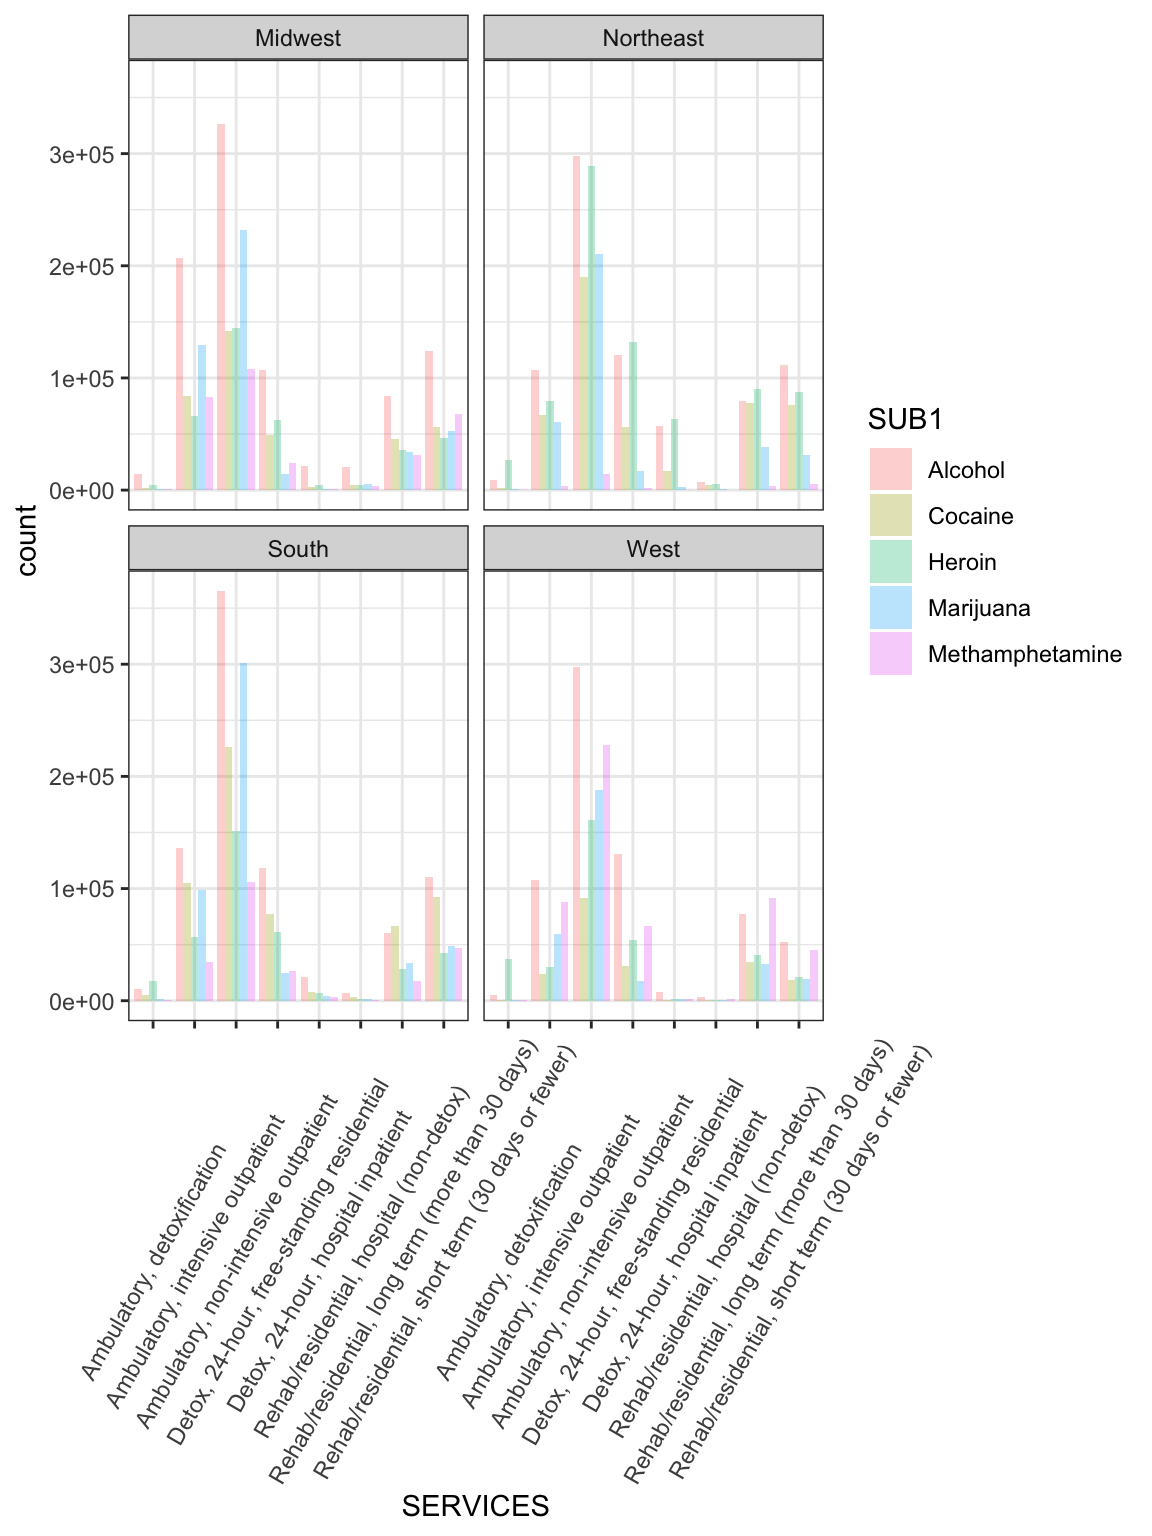 Midwest
Northeast
3e+05
2e+05
1e+05
0e+00
South
West
3e+05
2e+05
1e+05
0e+00
count
Ambulatory, detoxification
Ambulatory, intensive outpatient
Ambulatory, non-intensive outpatient
Detox, 24-hour, free-standing residential
Detox, 24-hour, hospital inpatient
Rehab/residential, hospital (non-detox)
Rehab/residential, long term (more than 30 days)
Rehab/residential, short term (30 days or fewer)
Ambulatory, detoxification
Ambulatory, intensive outpatient
Ambulatory, non-intensive outpatient
Detox, 24-hour, free-standing residential
Detox, 24-hour, hospital inpatient
Rehab/residential, hospital (non-detox)
Rehab/residential, long term (more than 30 days)
Rehab/residential, short term (30 days or fewer)
SERVICES
SUB1
Alcohol
Cocaine
Heroin
Marijuana
Methamphetamine